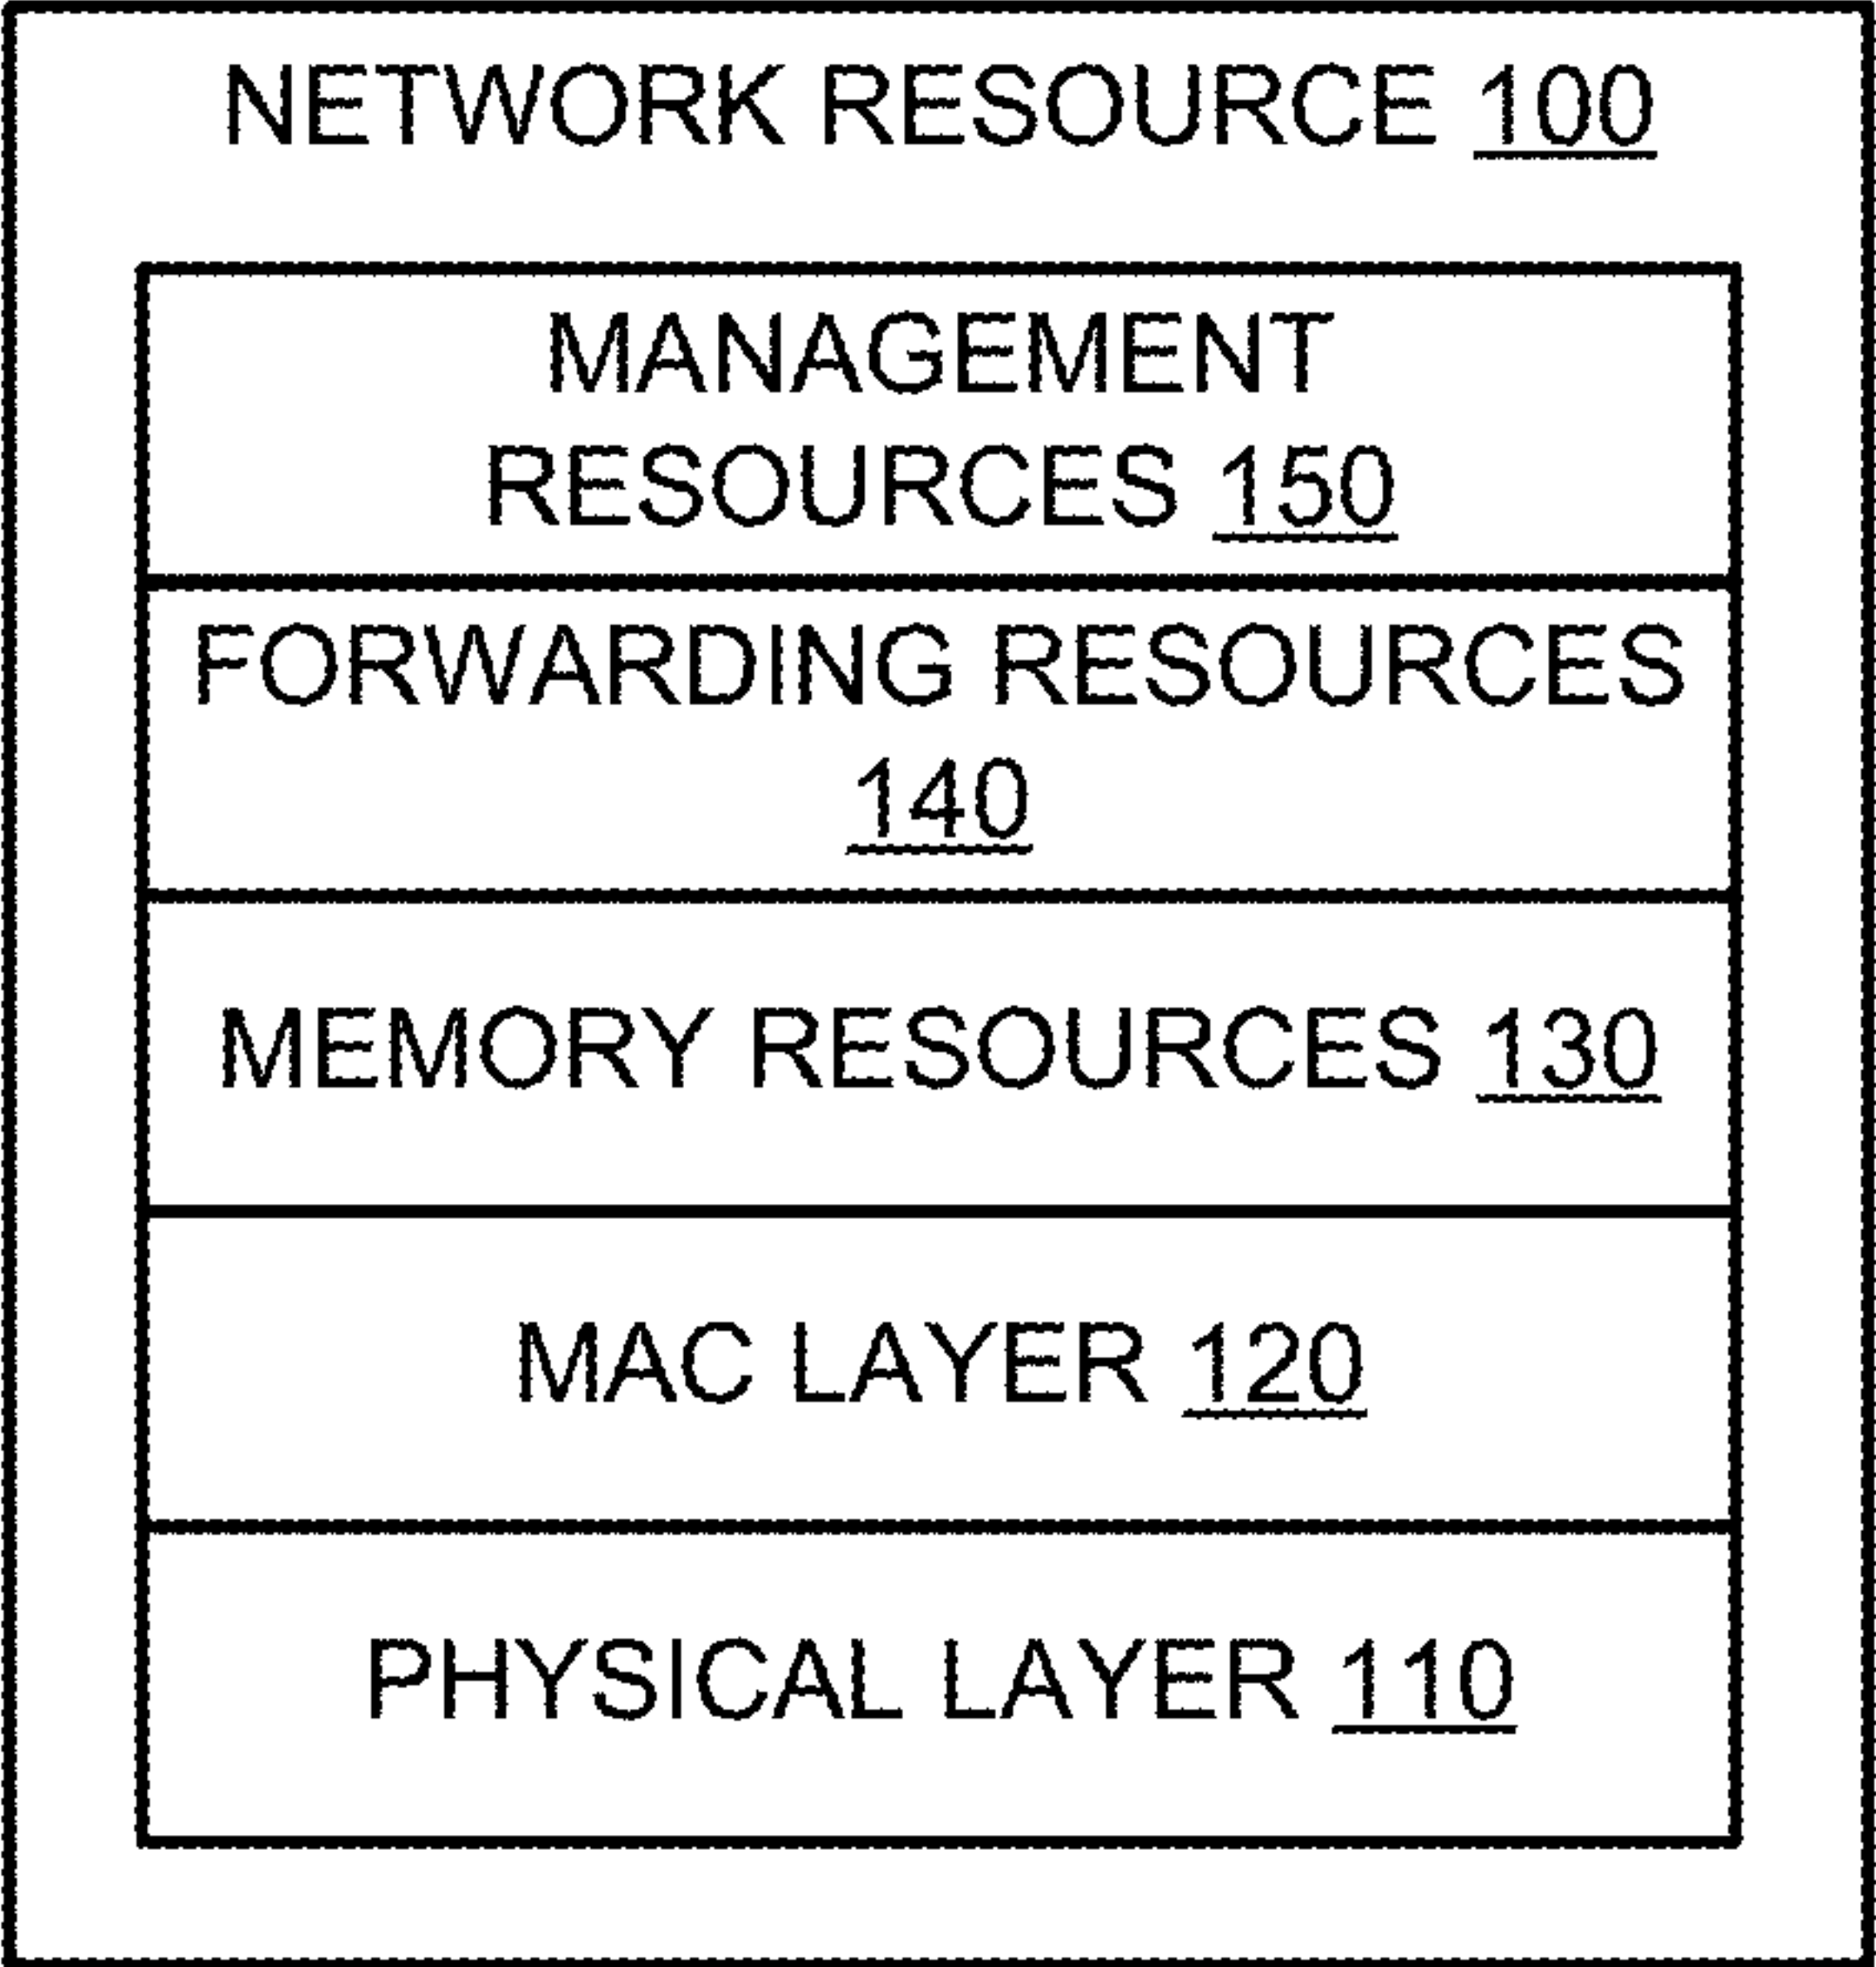 NETWORK RESOURCE 100
MANAGEMENT
RESOURCES 150
FORWARDING RESOURCES
140
MEMORY RESOURCES 130
MAC LAYER 120
PHYSICAL LAYER 110